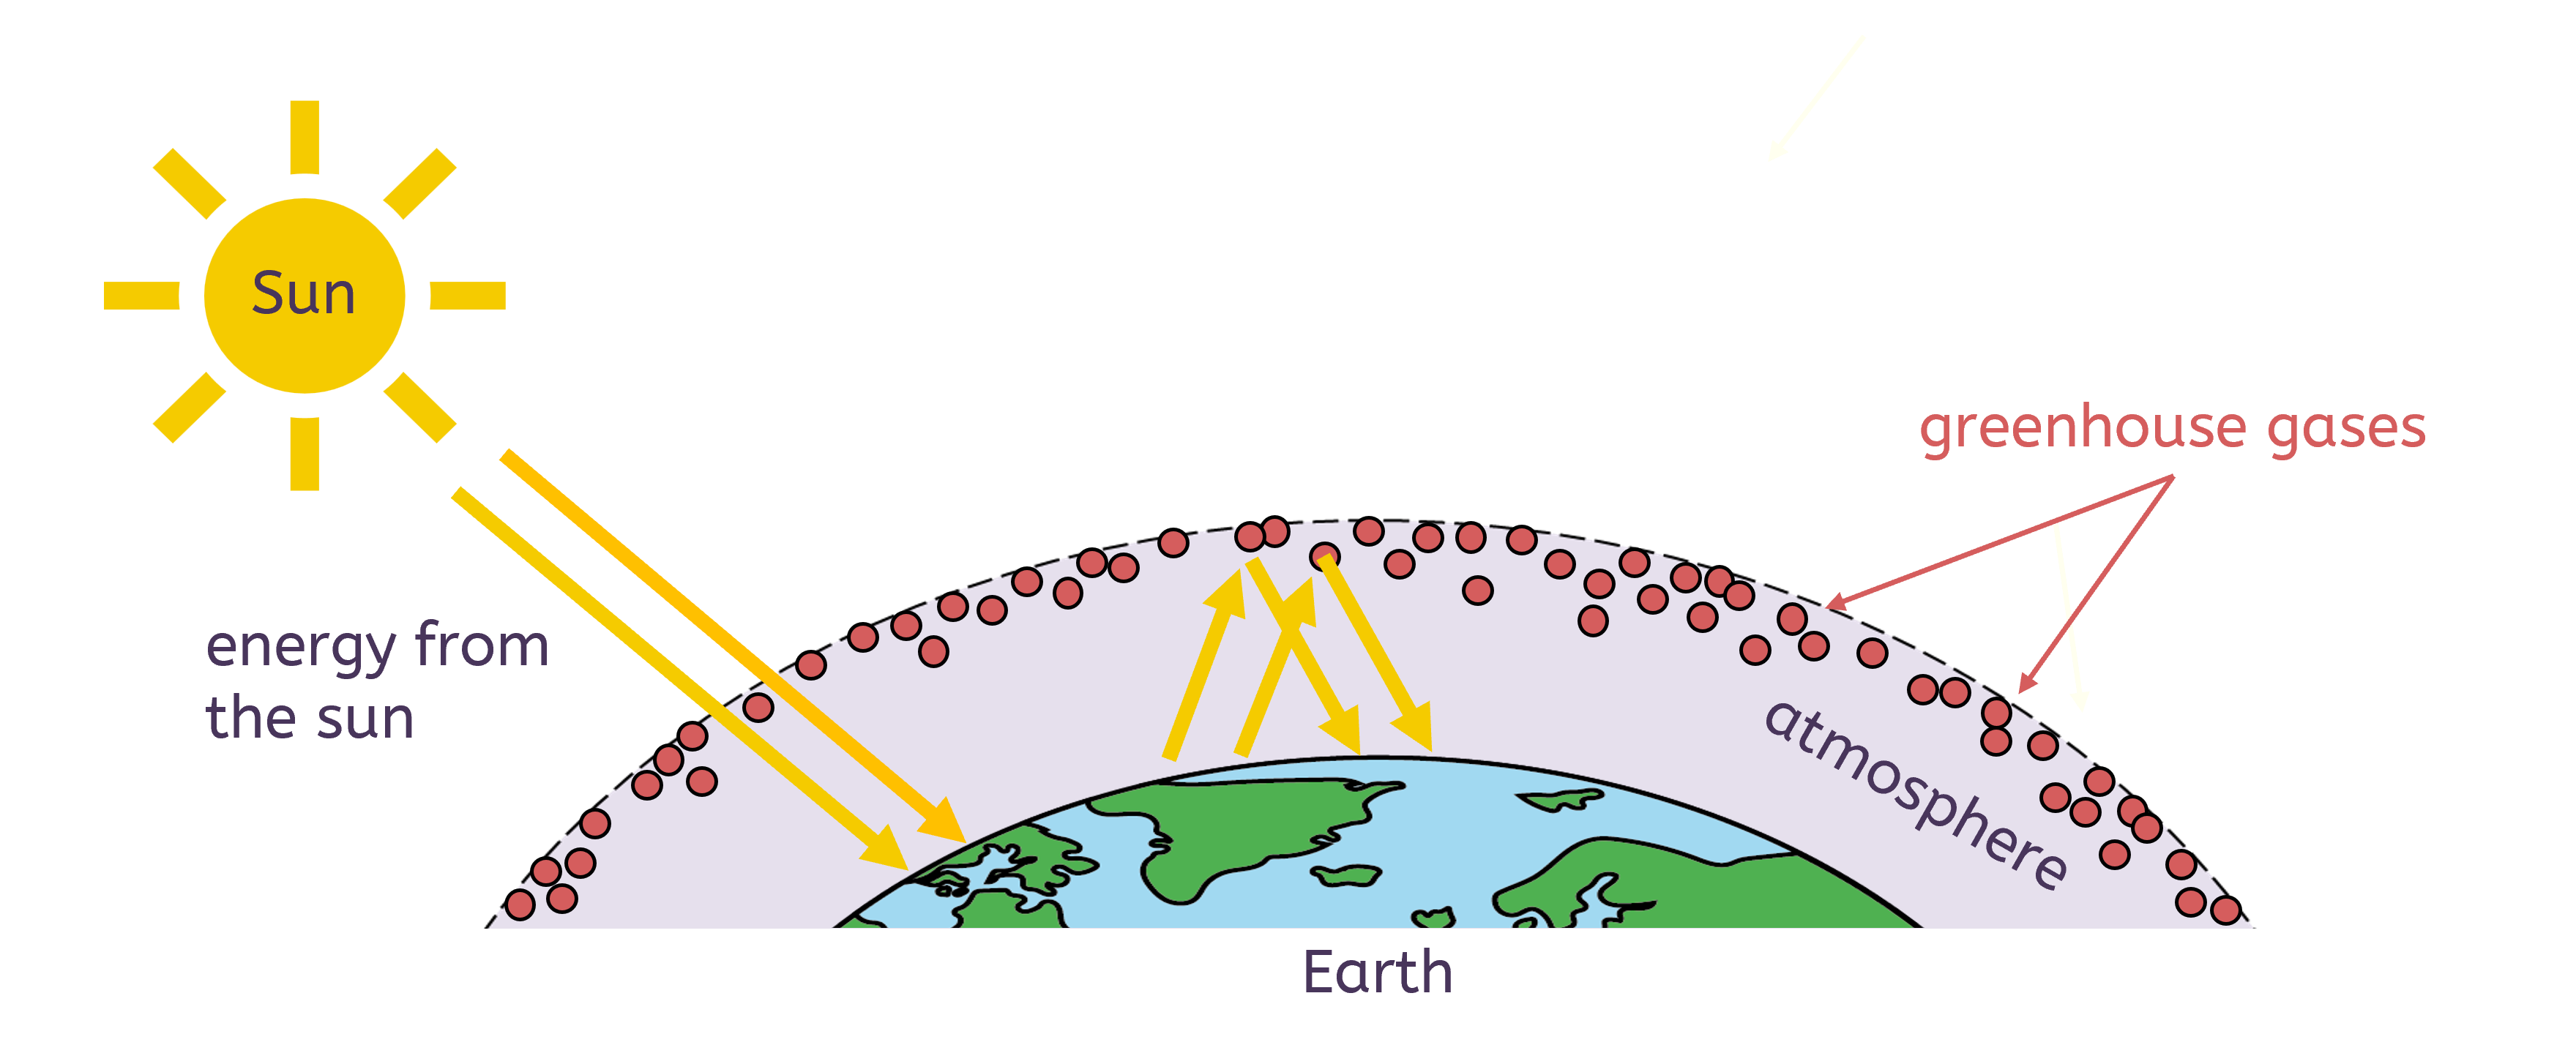 Sun
greenhouse gases
energy from
the sun
atmosphere
Earth